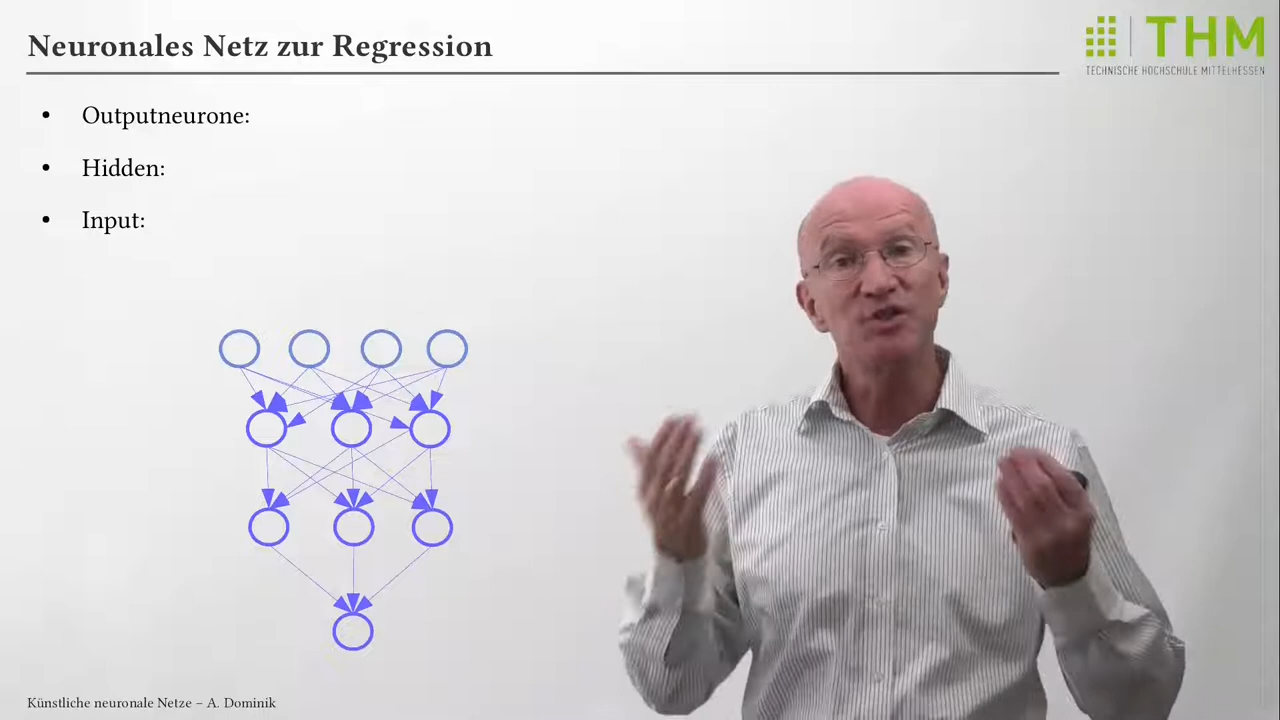 Neuronales Netz zur Regression
THM
TECHNISCHE HOCHSCHULE MITTELHESSEN
• Outputneurone:
• Hidden:
• Input:
Künstliche neuronale Netze – A. Dominik